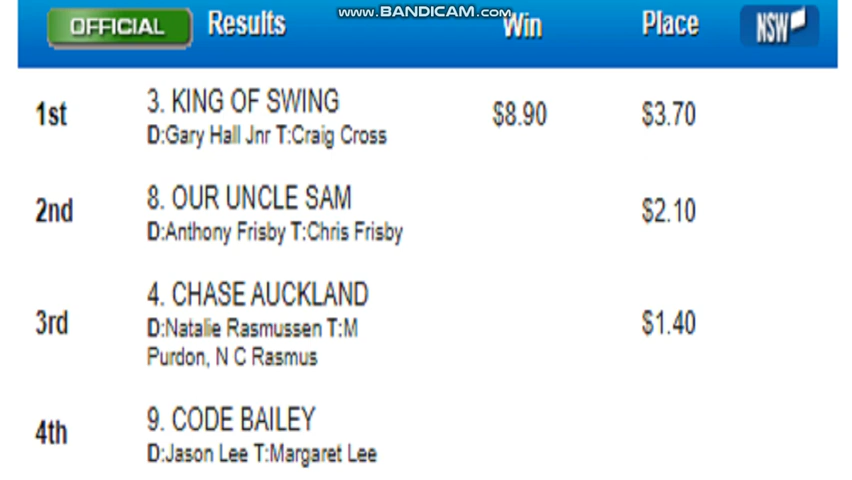 www.BANDICAM.com
OFFICIAL Results Win Place NSW
1st 3. KING OF SWING $8.90 $3.70
D:Gary Hall Jnr T:Craig Cross
2nd 8. OUR UNCLE SAM $2.10
D:Anthony Frisby T:Chris Frisby
4. CHASE AUCKLAND
3rd D:Natalie Rasmussen T:M $1.40
Purdon, N C Rasmus
4th 9. CODE BAILEY
D:Jason Lee T:Margaret Lee